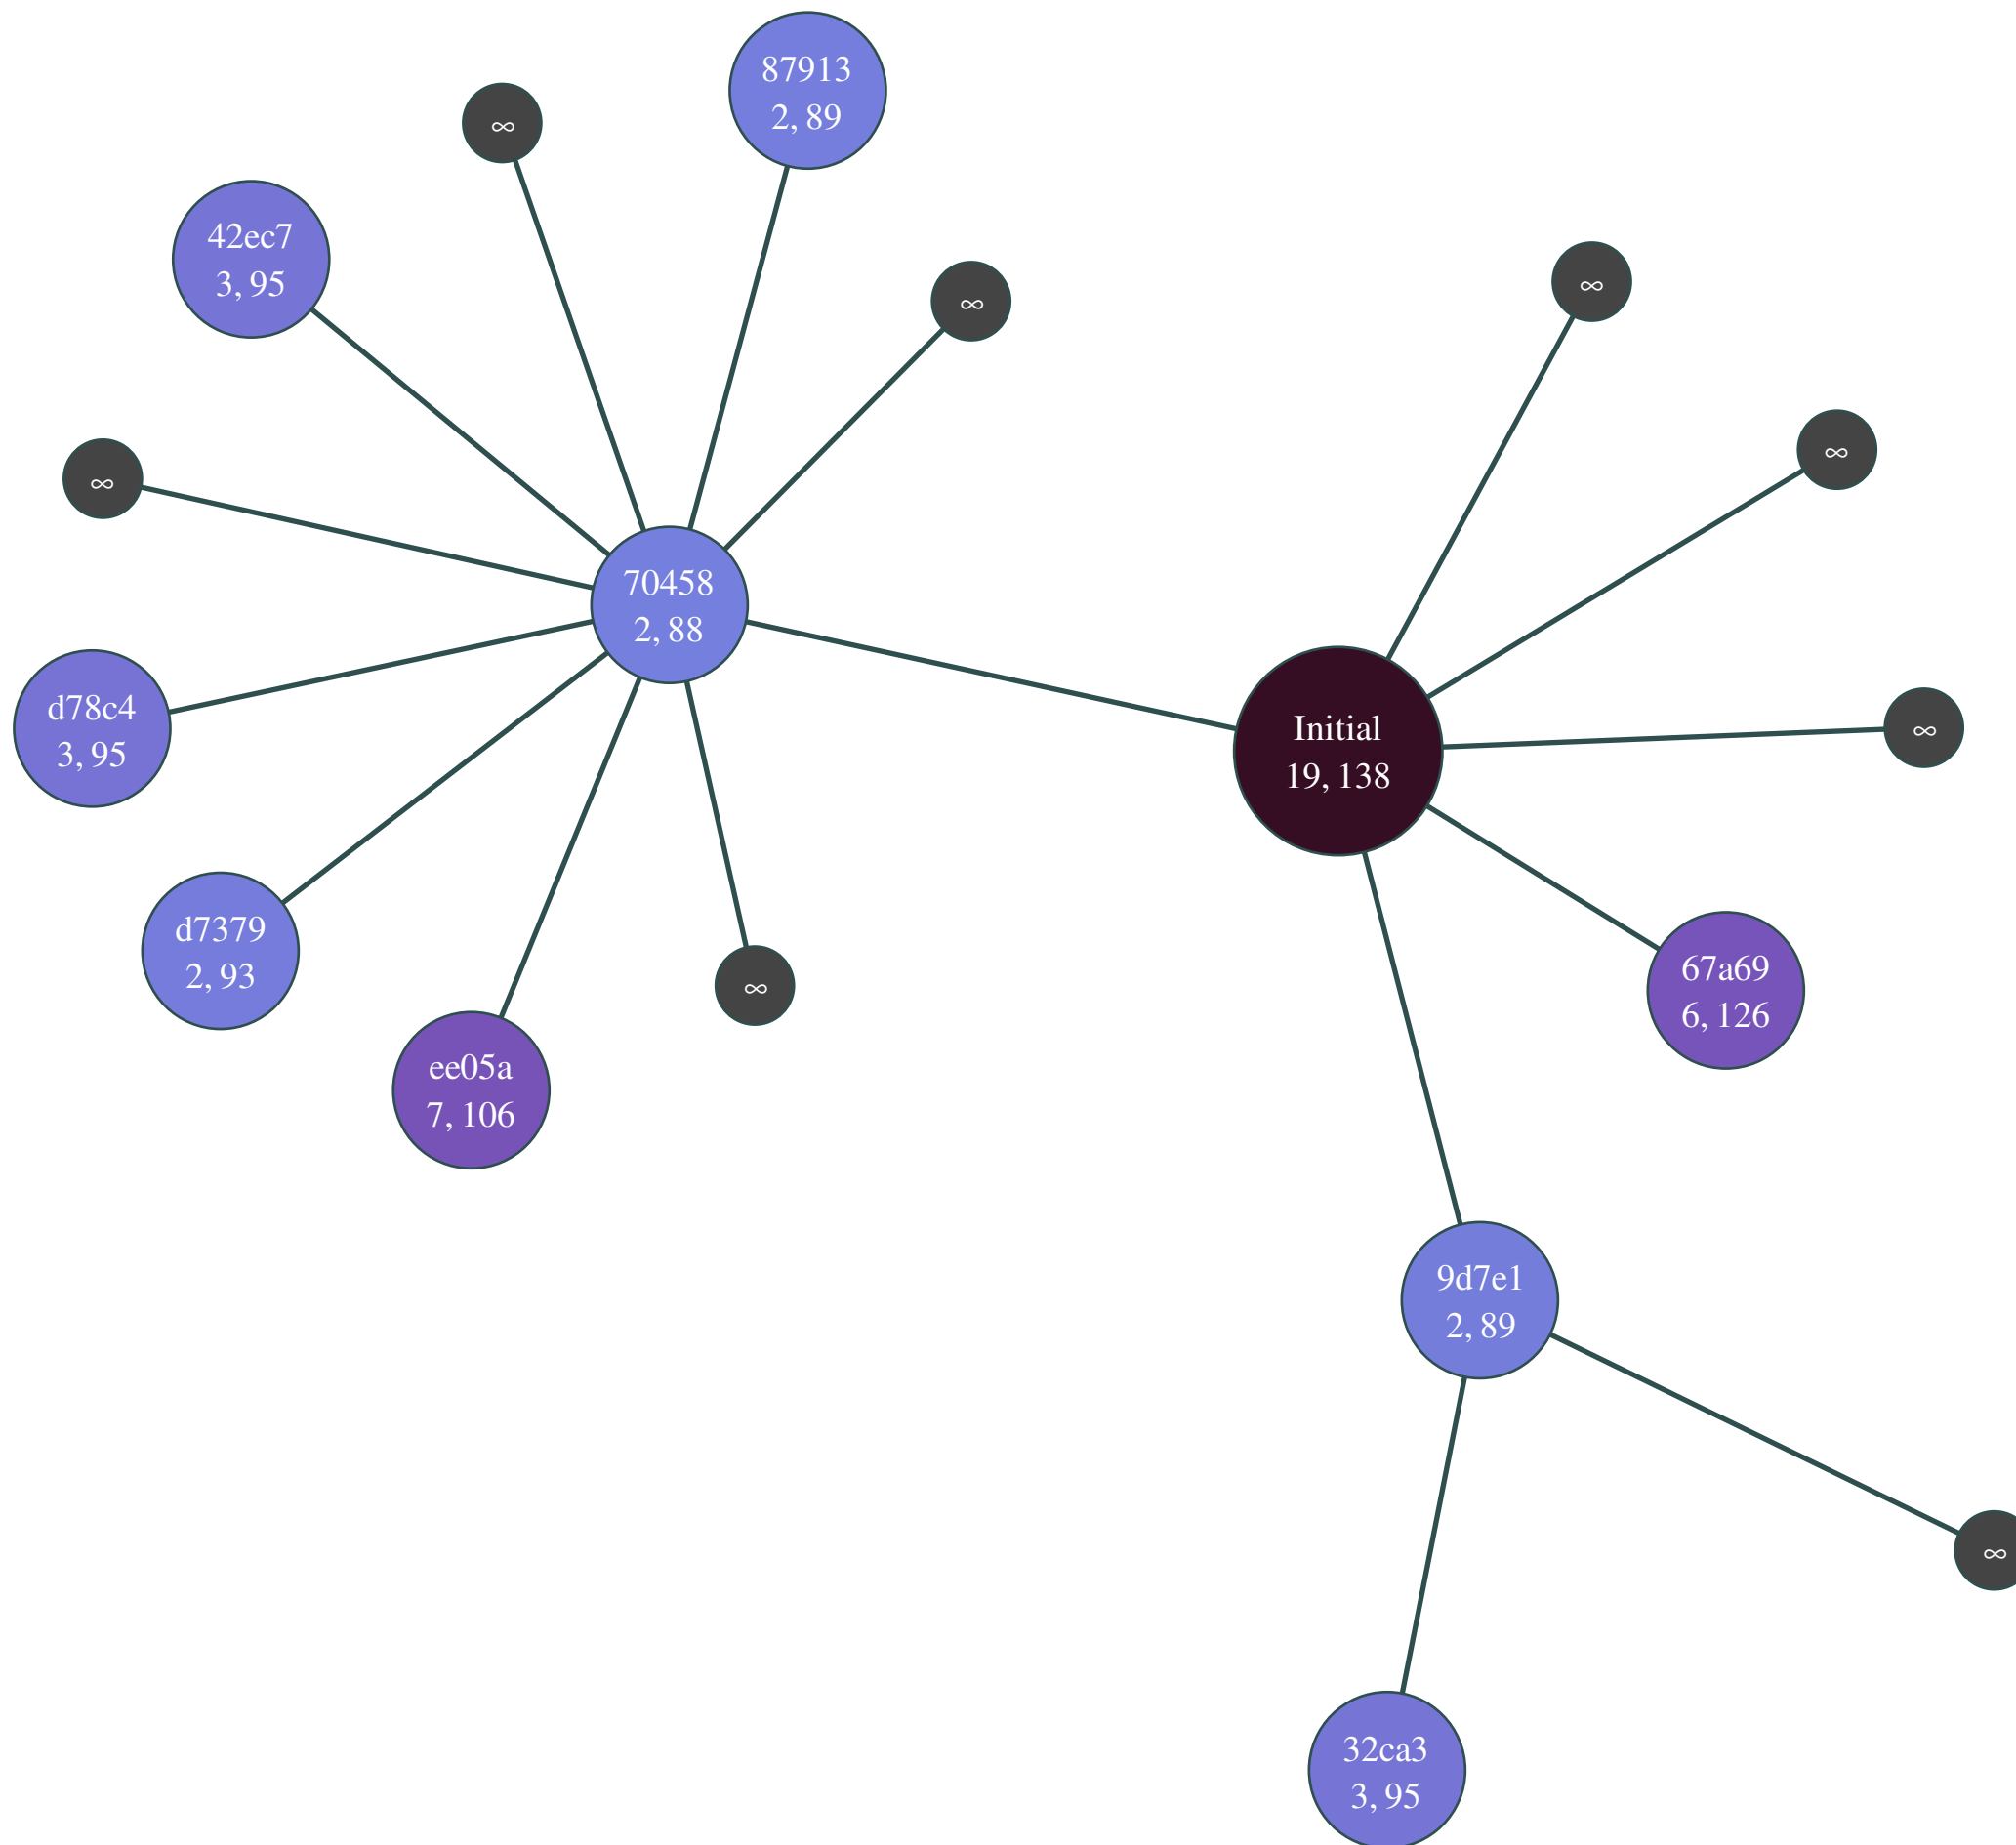 87913
2, 89
∞
42ec7
3, 95
∞
∞
∞
∞
70458
2, 88
d78c4
3, 95
Initial
19, 138
∞
d7379
2, 93
∞
67a69
6, 126
ee05a
7, 106
9d7e1
2, 89
∞
32ca3
3, 95